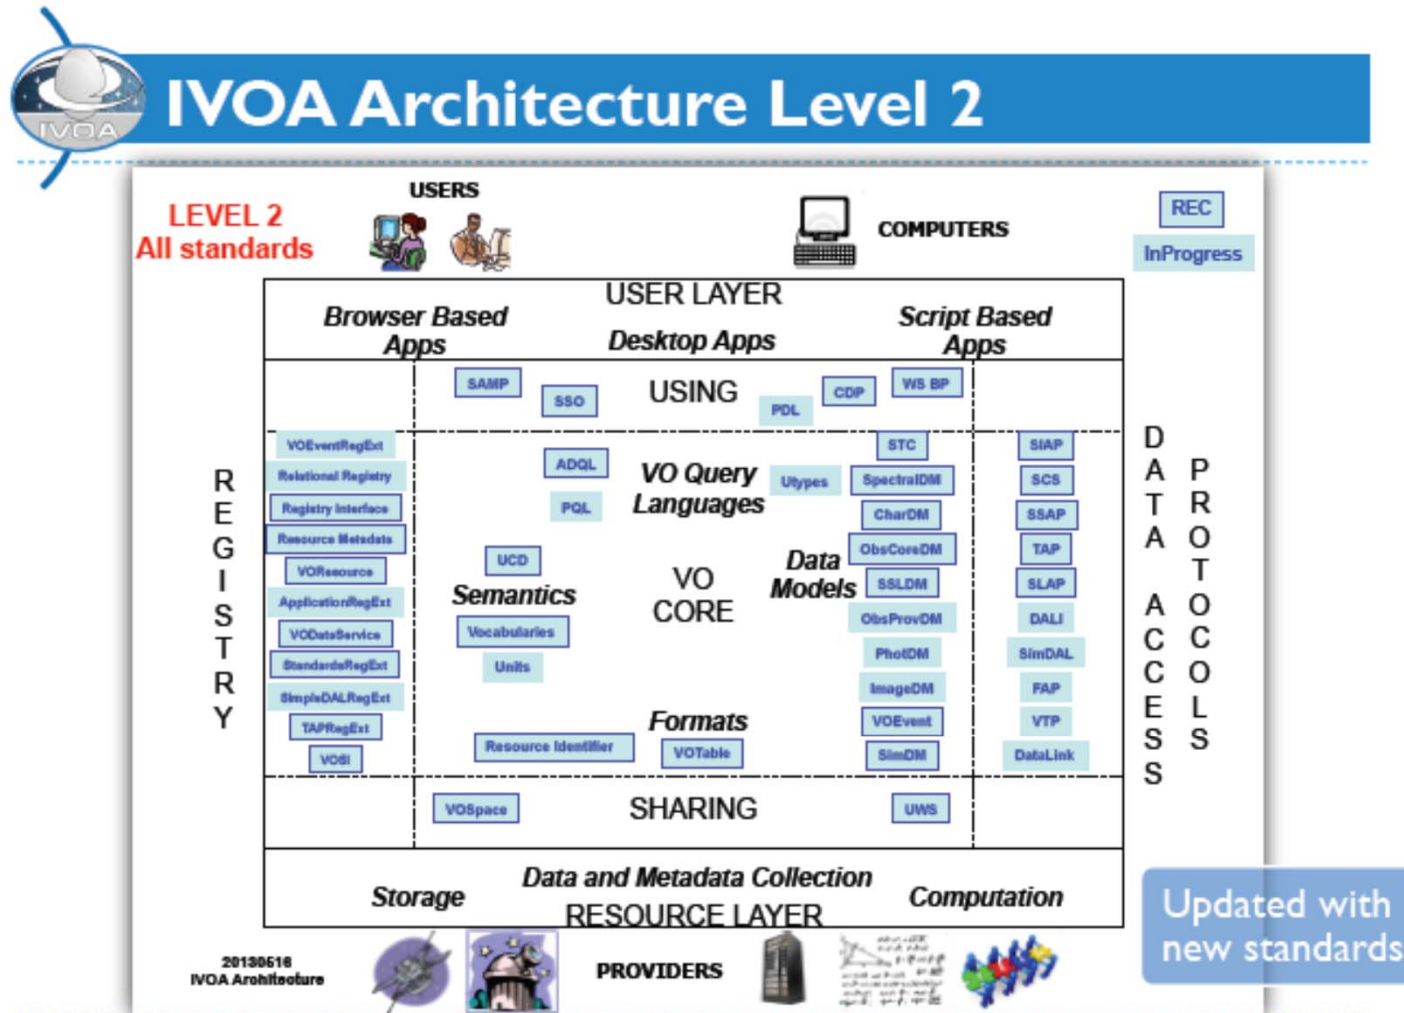 IVOA
IVOA Architecture Level 2
LEVEL 2
All standards
USERS
COMPUTERS
REC
InProgress
USER LAYER
Browser Based
Apps
Desktop Apps
Script Based
Apps
SAMP
SSO
USING
PDL
CDP
WS BP
REGISTRY
VOEventRegExt
Relational Registry
Registry Interface
Resource Metadata
VOResource
ApplicationRegExt
VODataService
StandardsRegExt
SimpleDALRegExt
TAPRegExt
VOSI
ADQL
PQL
VO Query
Languages
UCD
Semantics
Vocabularies
Units
VO
CORE
Formats
Resource Identifier
VOTable
Utypes
Data
Models
STC
SpectralDM
CharDM
ObsCoreDM
SSLDM
ObsProvDM
PhotDM
ImageDM
VOEvent
SimDM
SIAP
SCS
SSAP
TAP
SLAP
DALI
SimDAL
FAP
VTP
DataLink
DATA ACCESS
PROTOCOLS
VOSpace
SHARING
UWS
Storage
Data and Metadata Collection
Computation
RESOURCE LAYER
20130516
IVOA Architecture
PROVIDERS
Updated with
new standards